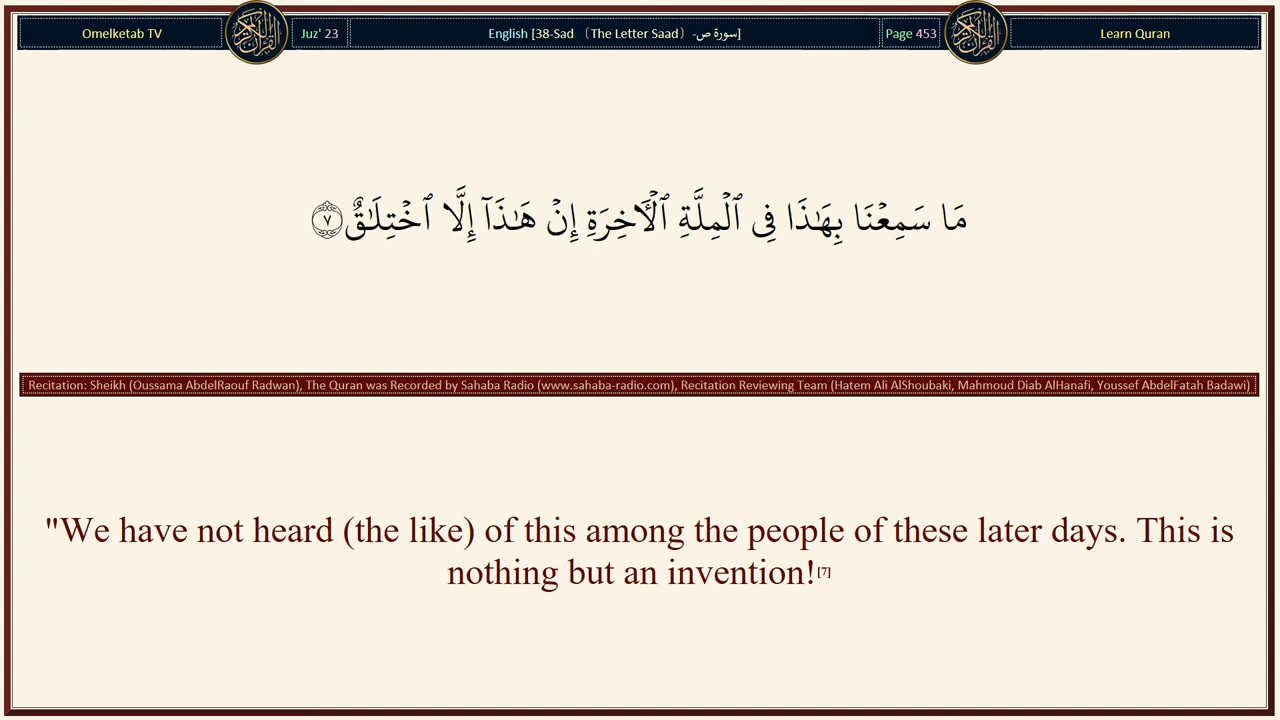 Omelketab TV
Juz' 23
English [38-Sad （The Letter Saad）-سورة ص]
Page 453
Learn Quran
مَا سَمِعۡنَا بِهَٰذَا فِى ٱلۡمِلَّةِ ٱلۡأٓخِرَةِ إِنۡ هَٰذَآ إِلَّا ٱخۡتِلَٰقٌ ٧
Recitation: Sheikh (Oussama AbdelRaouf Radwan), The Quran was Recorded by Sahaba Radio (www.sahaba-radio.com), Recitation Reviewing Team (Hatem Ali AlShoubaki, Mahmoud Diab AlHanafi, Youssef AbdelFatah Badawi)
"We have not heard (the like) of this among the people of these later days. This is
nothing but an invention![7]